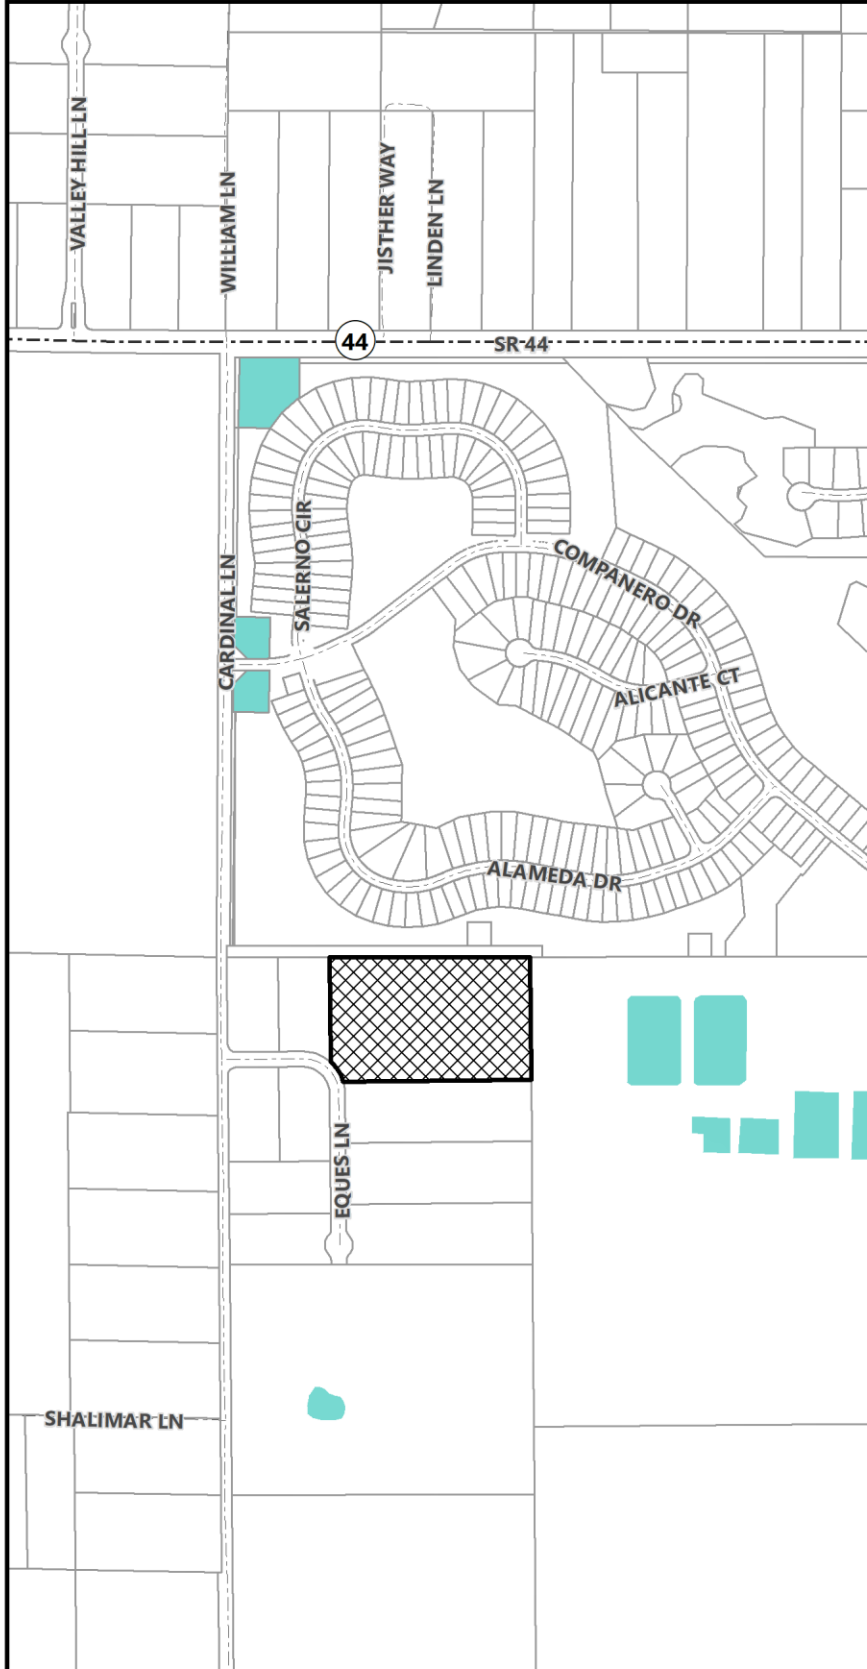 VALLEY HILL LN
WILLIAM LN
JISTHER WAY
LINDEN LN
44
SR 44
SALERNO CIR
COMPANERO DR
CARDINAL LN
ALICANTE CT
ALAMEDA DR
EQUES LN
SHALIMAR LN